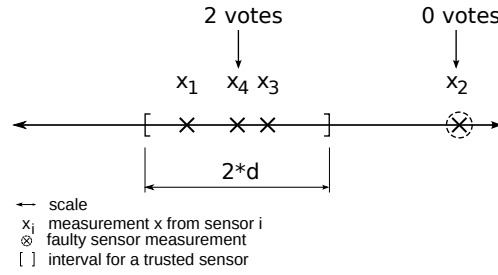 2 votes 0 votes
x1 x4 x3 x2
[ ]
2*d
scale
xi measurement x from sensor i
faulty sensor measurement
[ ] interval for a trusted sensor